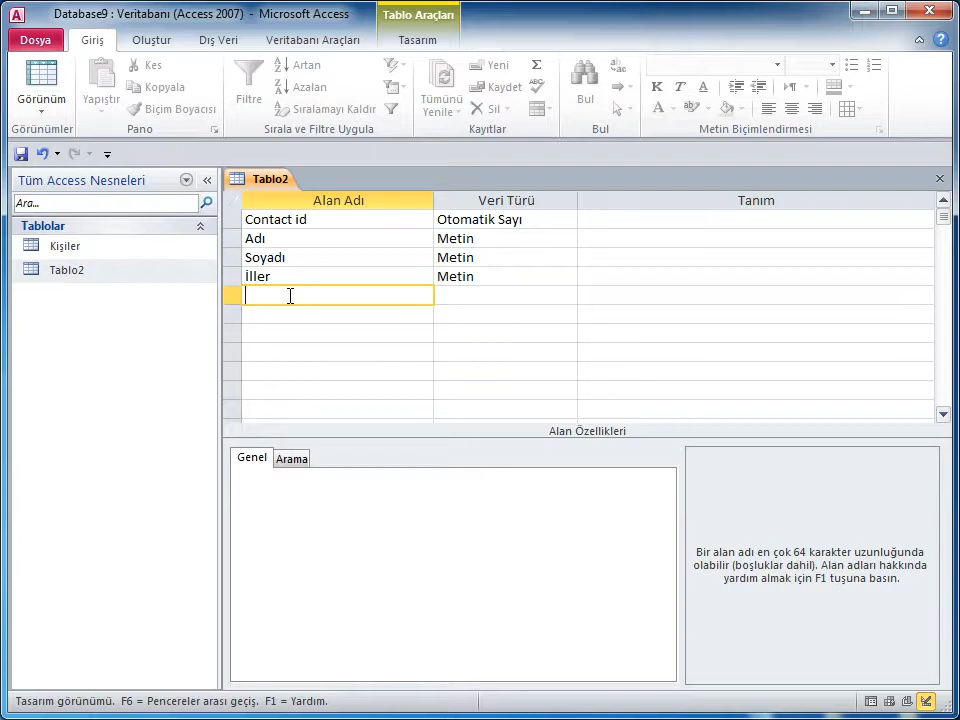 Database9 : Veritabanı (Access 2007) - Microsoft Access
Tablo Araçları
Dosya
Giriş
Oluştur
Dış Veri
Veritabanı Araçları
Tasarım
Görünüm
Görünümler
Yapıştır
Kes
Kopyala
Biçim Boyacısı
Pano
Filtre
Artan
Azalan
Sıralamayı Kaldır
Sırala ve Filtre Uygula
Tümünü Yenile
Yeni
Kaydet
Sil
Kayıtlar
Bul
Bul
K T A
Metin Biçimlendirmesi
Tüm Access Nesneleri
Ara...
Tablolar
Kişiler
Tablo2
Tablo2
Alan Adı Veri Türü Tanım
Contact id Otomatik Sayı
Adı Metin
Soyadı Metin
İller Metin
Alan Özellikleri
Genel Arama
Bir alan adı en çok 64 karakter uzunluğunda
olabilir (boşluklar dahil). Alan adları hakkında
yardım almak için F1 tuşuna basın.
Tasarım görünümü. F6 = Pencereler arası geçiş. F1 = Yardım.